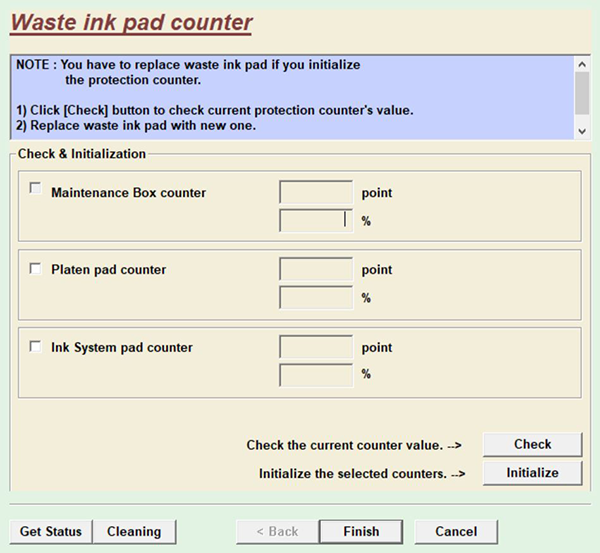 Waste ink pad counter
NOTE : You have to replace waste ink pad if you initialize
the protection counter.
1) Click [Check] button to check current protection counter's value.
2) Replace waste ink pad with new one.
Check & Initialization
Maintenance Box counter
point
%
Platen pad counter
point
%
Ink System pad counter
point
%
Check the current counter value. -->
Check
Initialize the selected counters. -->
Initialize
Get Status
Cleaning
< Back
Finish
Cancel